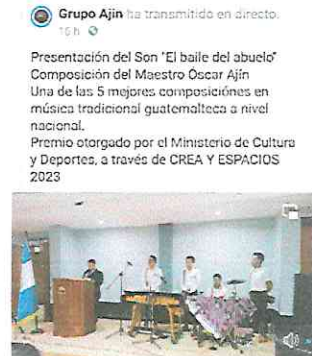 Grupo Ajin ha transmitido en directo.
15 h
Presentación del Son "El baile del abuelo"
Composición del Maestro Óscar Ajín
Una de las 5 mejores composiciónes en
música tradicional guatemalteca a nivel
nacional.
Premio otorgado por el Ministerio de Cultura
y Deportes, a través de CREA Y ESPACIOS
2023